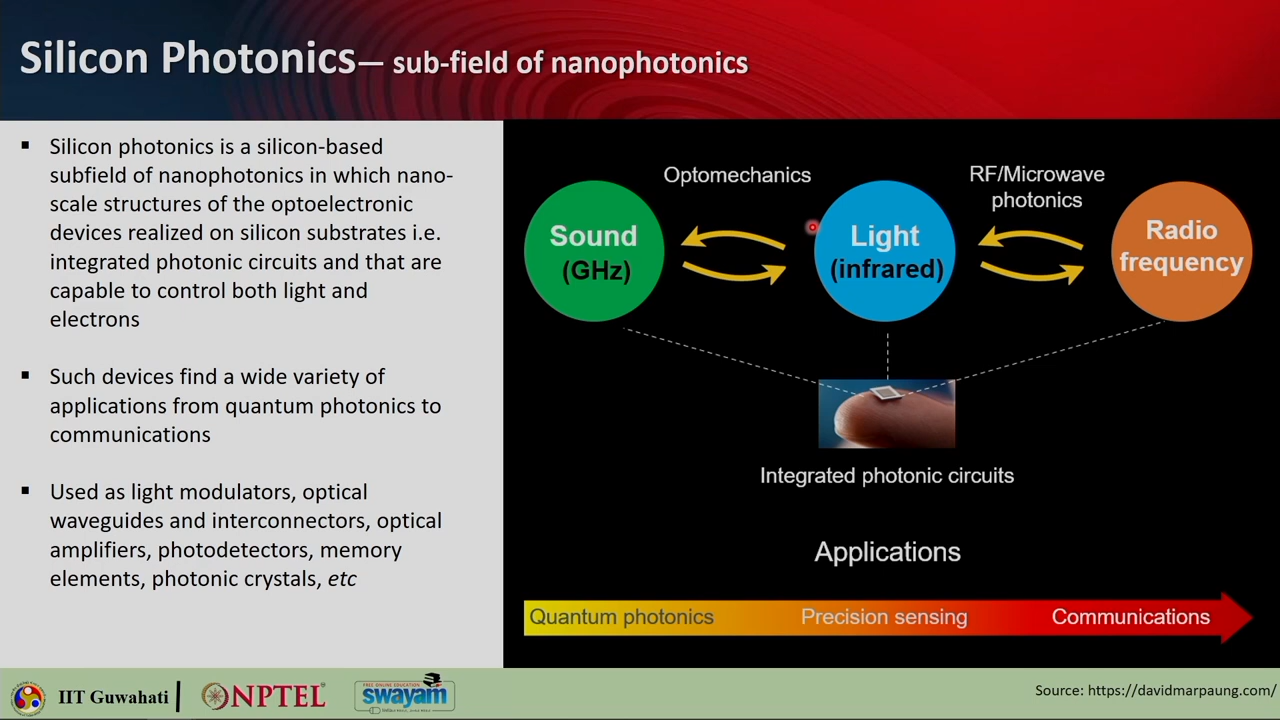 Silicon Photonics— sub-field of nanophotonics
▪ Silicon photonics is a silicon-based
subfield of nanophotonics in which nano-
scale structures of the optoelectronic
devices realized on silicon substrates i.e.
integrated photonic circuits and that are
capable to control both light and
electrons
▪ Such devices find a wide variety of
applications from quantum photonics to
communications
▪ Used as light modulators, optical
waveguides and interconnectors, optical
amplifiers, photodetectors, memory
elements, photonic crystals, etc
Optomechanics
RF/Microwave
photonics
Sound
(GHz)
Light
(infrared)
Radio
frequency
Integrated photonic circuits
Applications
Quantum photonics
Precision sensing
Communications
IIT Guwahati
NPTEL
FREE ONLINE EDUCATION
swayam
Source: https://davidmarpaung.com/